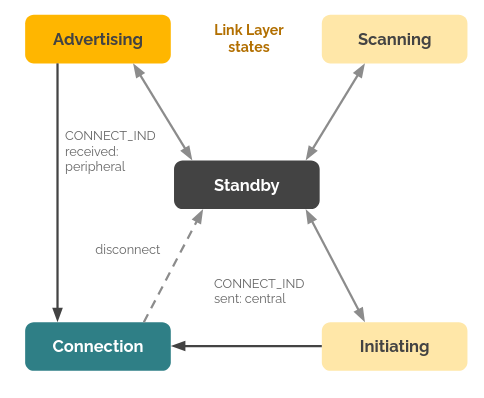 Advertising
Link Layer
states
Scanning
CONNECT_IND
received:
peripheral
Standby
disconnect
CONNECT_IND
sent: central
Connection
Initiating